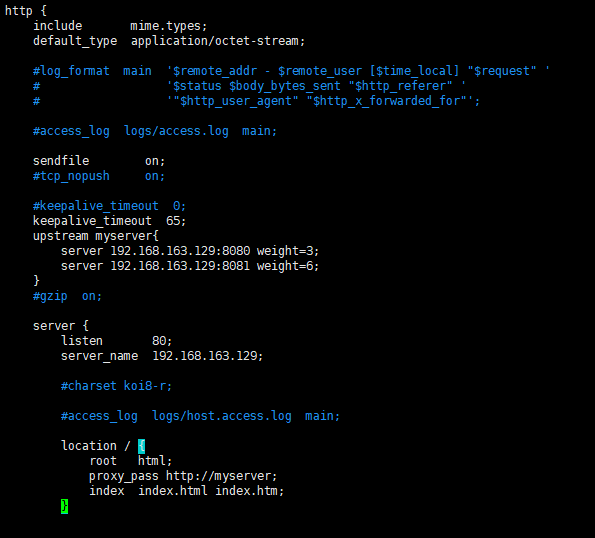 http {
    include       mime.types;
    default_type  application/octet-stream;

    #log_format  main  '$remote_addr - $remote_user [$time_local] "$request" '
    #                  '$status $body_bytes_sent "$http_referer" '
    #                  '"$http_user_agent" "$http_x_forwarded_for"';

    #access_log  logs/access.log  main;

    sendfile        on;
    #tcp_nopush     on;

    #keepalive_timeout  0;
    keepalive_timeout  65;
    upstream myserver{
        server 192.168.163.129:8080 weight=3;
        server 192.168.163.129:8081 weight=6;
    }
    #gzip  on;

    server {
        listen       80;
        server_name  192.168.163.129;

        #charset koi8-r;

        #access_log  logs/host.access.log  main;

        location / {
            root   html;
            proxy_pass http://myserver;
            index  index.html index.htm;
        }